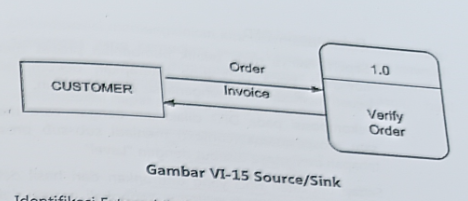 Order
1.0
CUSTOMER
Invoice
Verify
Order
Gambar VI-15 Source/Sink